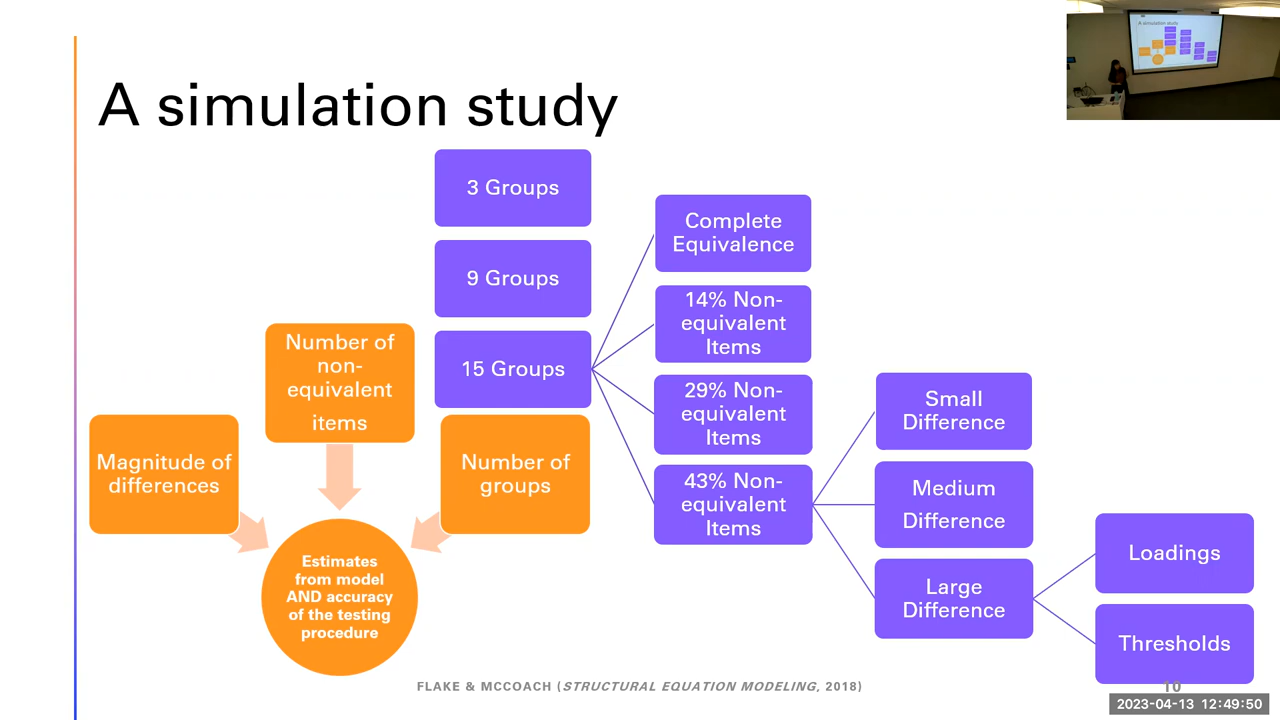 A simulation study
3 Groups
9 Groups
15 Groups
Complete
Equivalence
14% Non-
equivalent
Items
29% Non-
equivalent
Items
43% Non-
equivalent
Items
Small
Difference
Medium
Difference
Large
Difference
Loadings
Thresholds
Number of
non-
equivalent
items
Magnitude of
differences
Number of
groups
Estimates
from model
AND accuracy
of the testing
procedure
FLAKE & MCCOACH (STRUCTURAL EQUATION MODELING, 2018)
10
2023-04-13 12:49:50
A simulation study